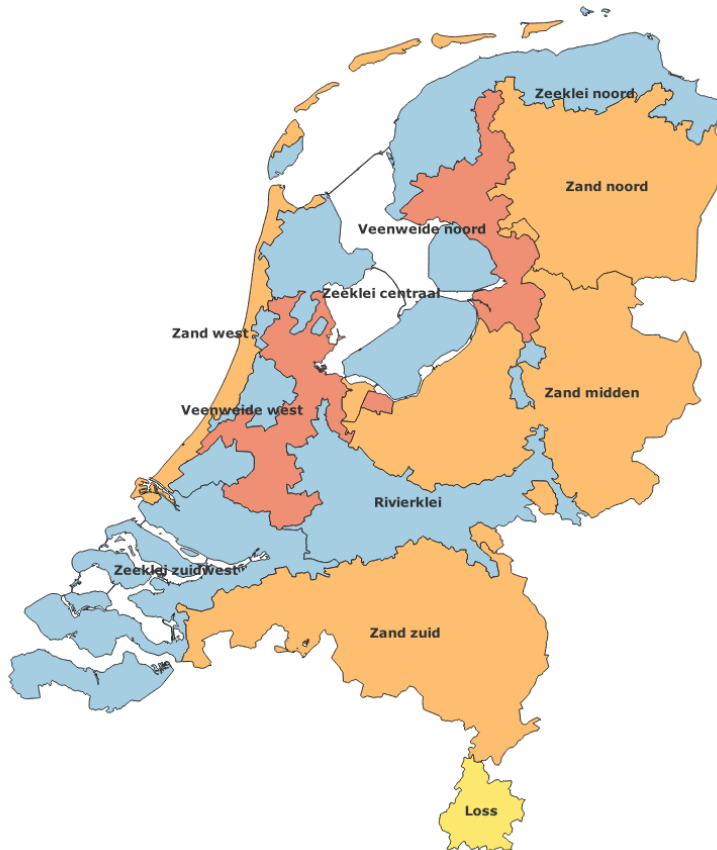 Zeeklei noord
Zand noord
Veenweide noord
Zeeklei centraal
Zand west
Zand midden
Veenweide west
Rivierklei
Zeeklei zuidwest
Zand zuid
Loss